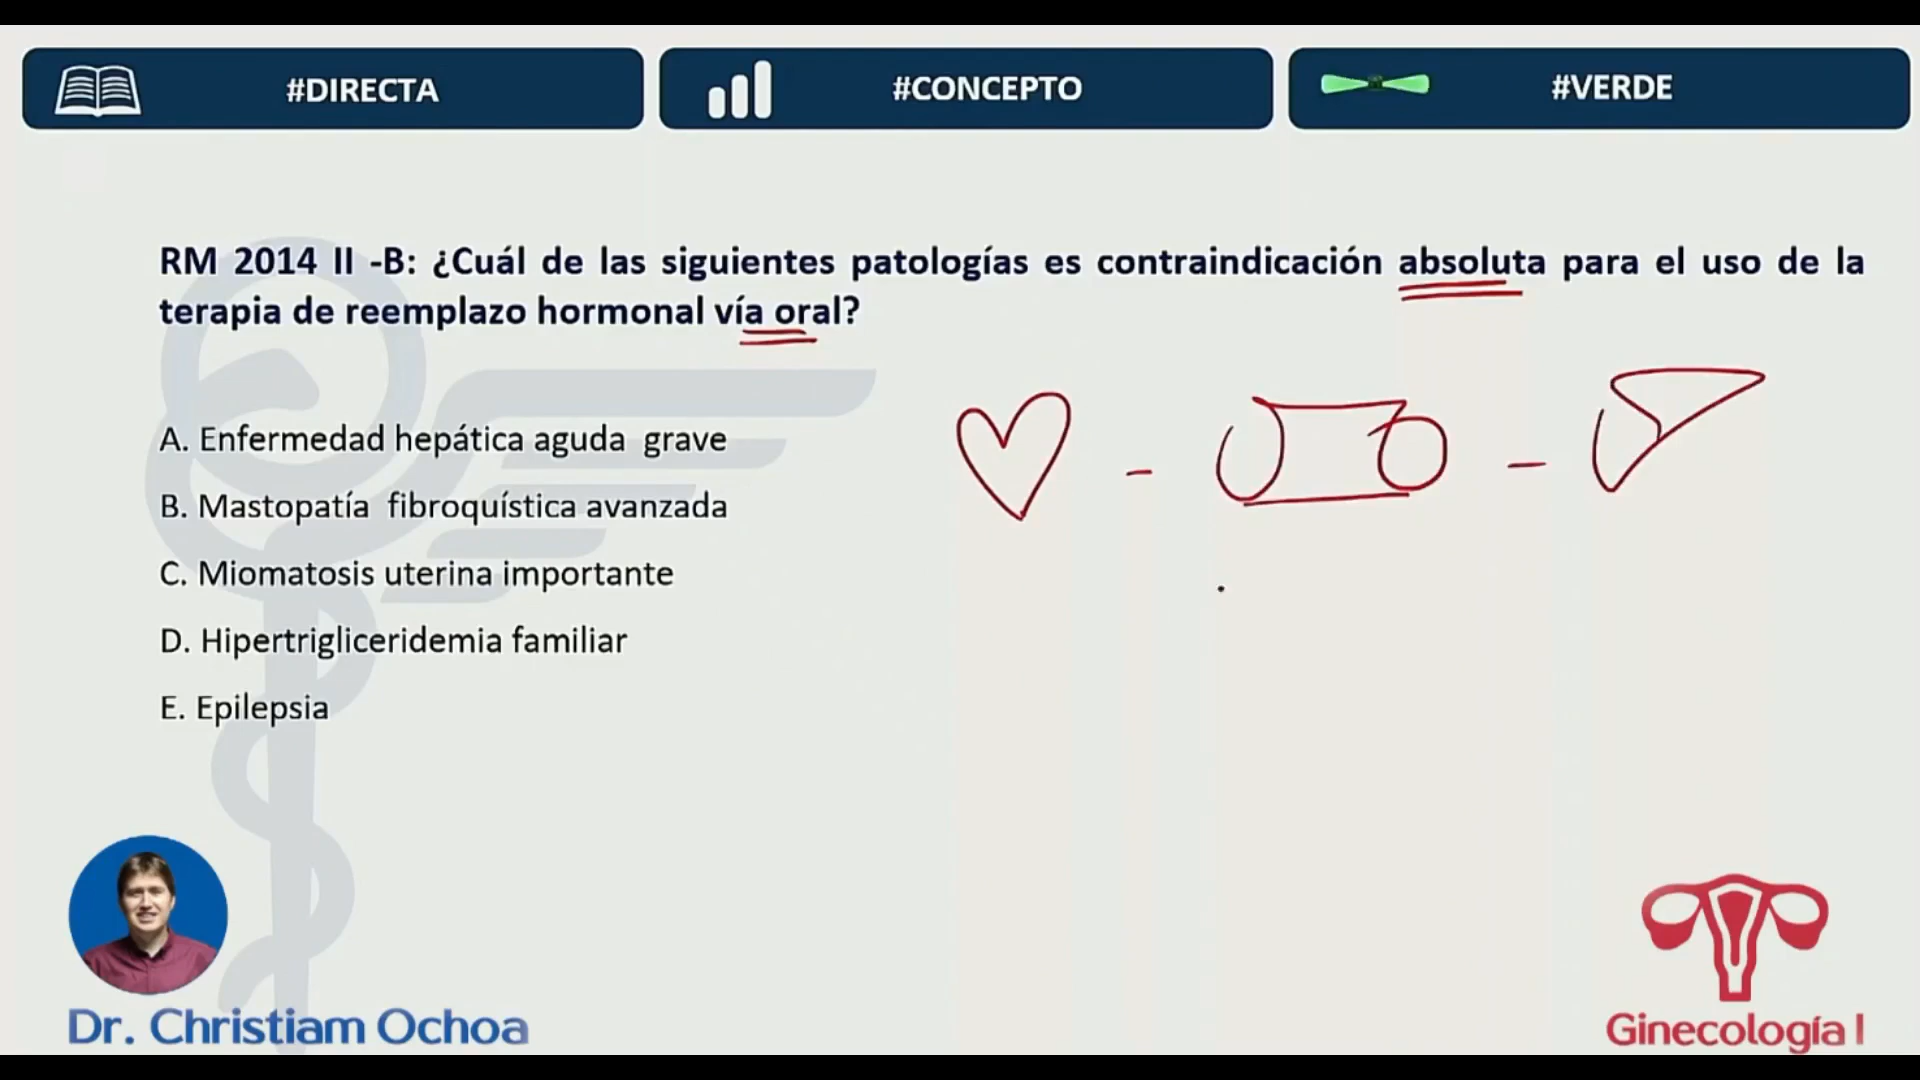 #DIRECTA
#CONCEPTO
#VERDE
RM 2014 II -B: ¿Cuál de las siguientes patologías es contraindicación absoluta para el uso de la
terapia de reemplazo hormonal vía oral?
A. Enfermedad hepática aguda grave
B. Mastopatía fibroquística avanzada
C. Miomatosis uterina importante
D. Hipertrigliceridemia familiar
E. Epilepsia
Dr. Christiam Ochoa
Ginecología I